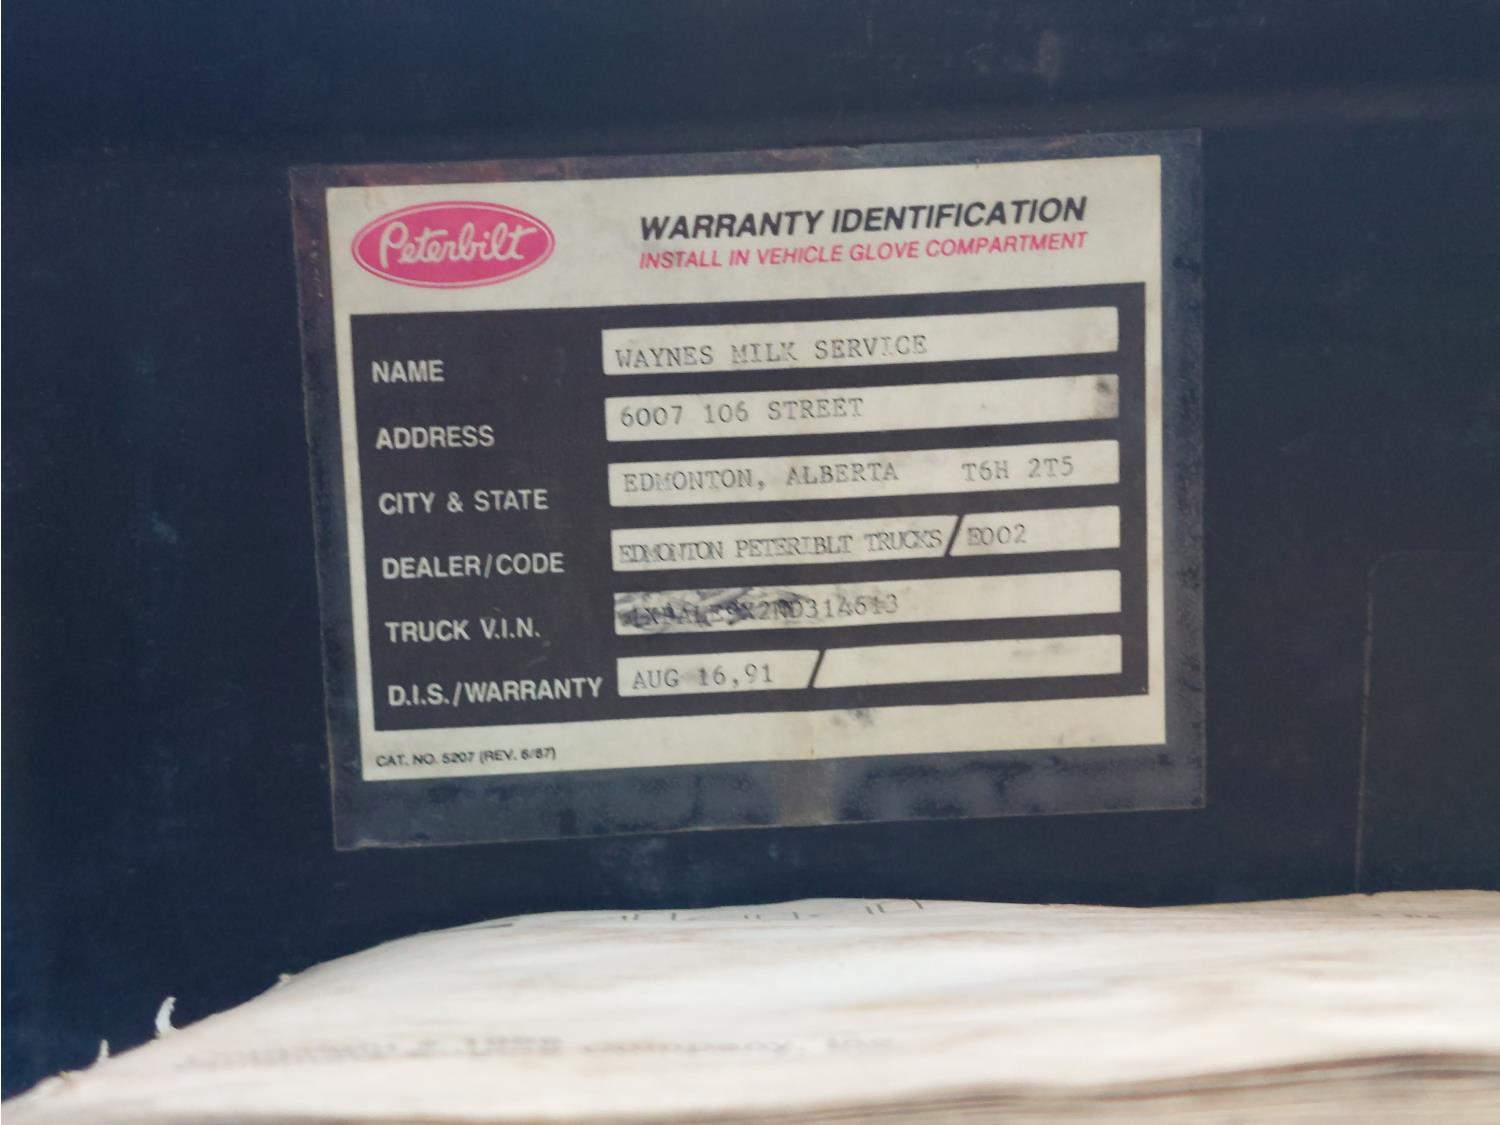 Peterbilt
WARRANTY IDENTIFICATION
INSTALL IN VEHICLE GLOVE COMPARTMENT
NAME WAYNES MILK SERVICE
ADDRESS 6007 106 STREET
CITY & STATE EDMONTON, ALBERTA T6H 2T5
DEALER/CODE EDMONTON PETERIBLT TRUCKS/E002
TRUCK V.I.N.
D.I.S./WARRANTY AUG 16,91 /
CAT. NO. 5207 (REV. 6/87)